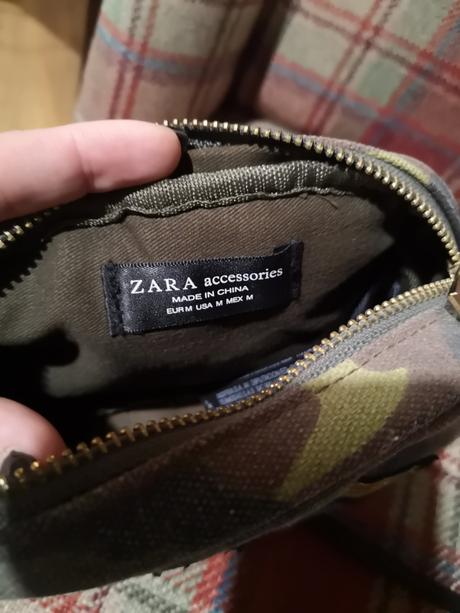 ZARA accessories
MADE IN CHINA
EUR M USA M MEX M